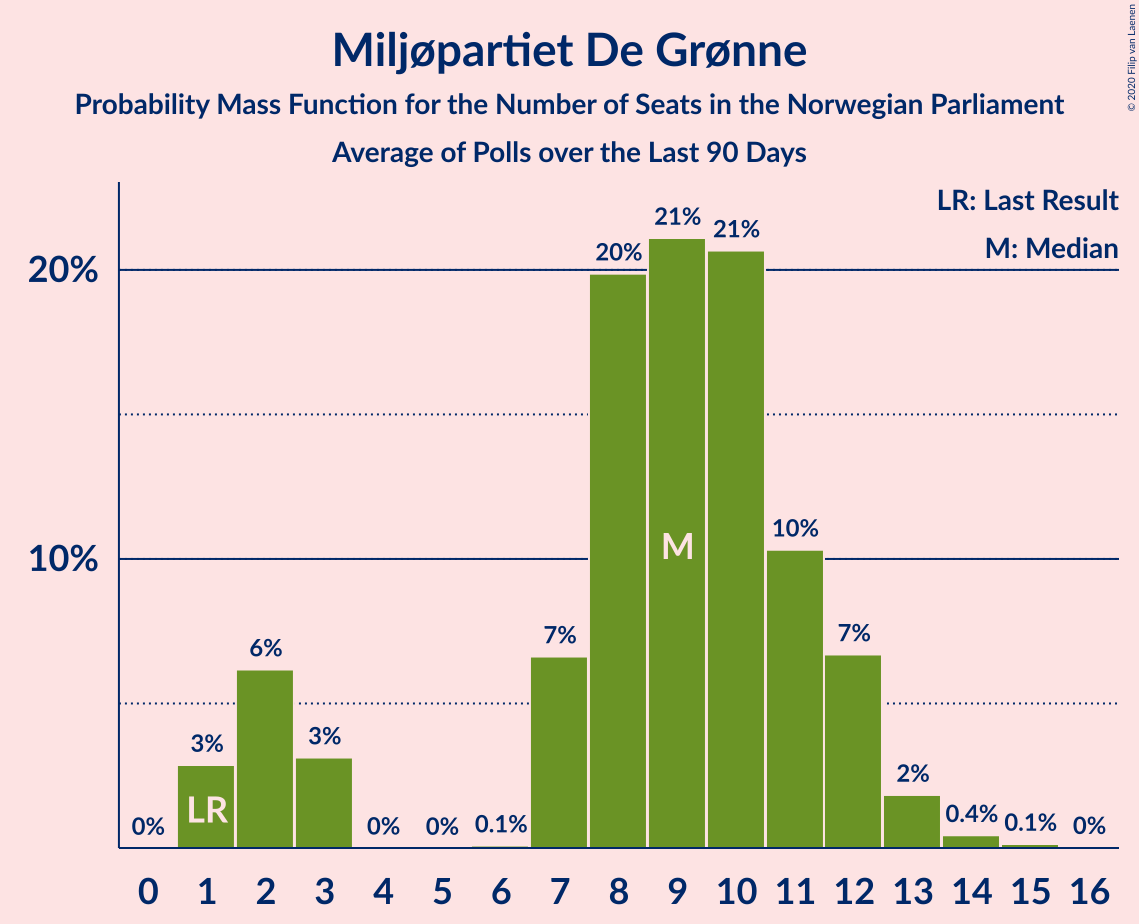 Miljøpartiet De Grønne
Probability Mass Function for the Number of Seats in the Norwegian Parliament
Average of Polls over the Last 90 Days
© 2020 Filip van Laenen
LR: Last Result
M: Median
20%
10%
0%
3%
6%
3%
0%
0%
0.1%
7%
20%
21%
21%
10%
7%
2%
0.4%
0.1%
0%
LR
M
0 1 2 3 4 5 6 7 8 9 10 11 12 13 14 15 16